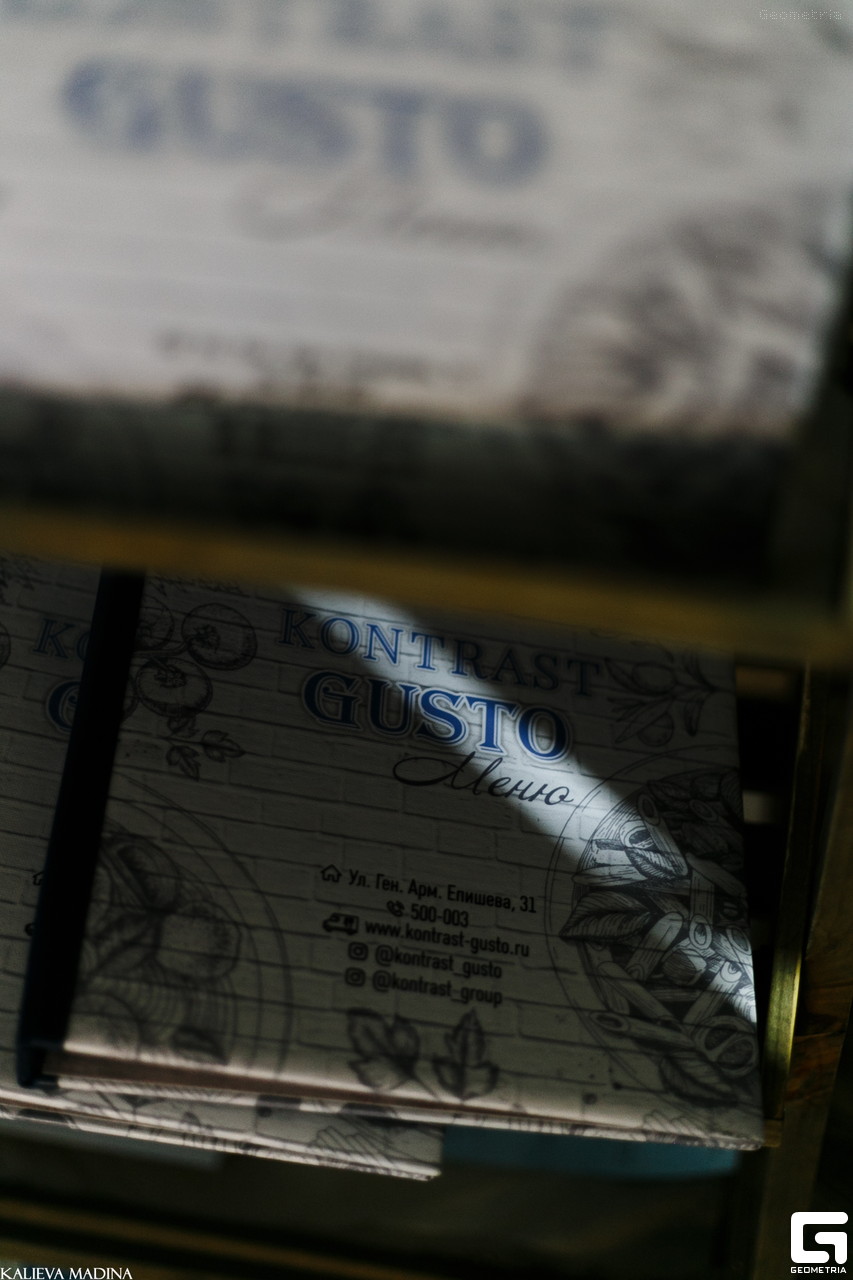 Geometria
GUSTO
KONTRAST
GUSTO
Меню
Ул. Ген. Арм. Епишева, 31
500-003
www.kontrast-gusto.ru
@kontrast_gusto
@kontrast_group
KALIEVA MADINA
GEOMETRIA